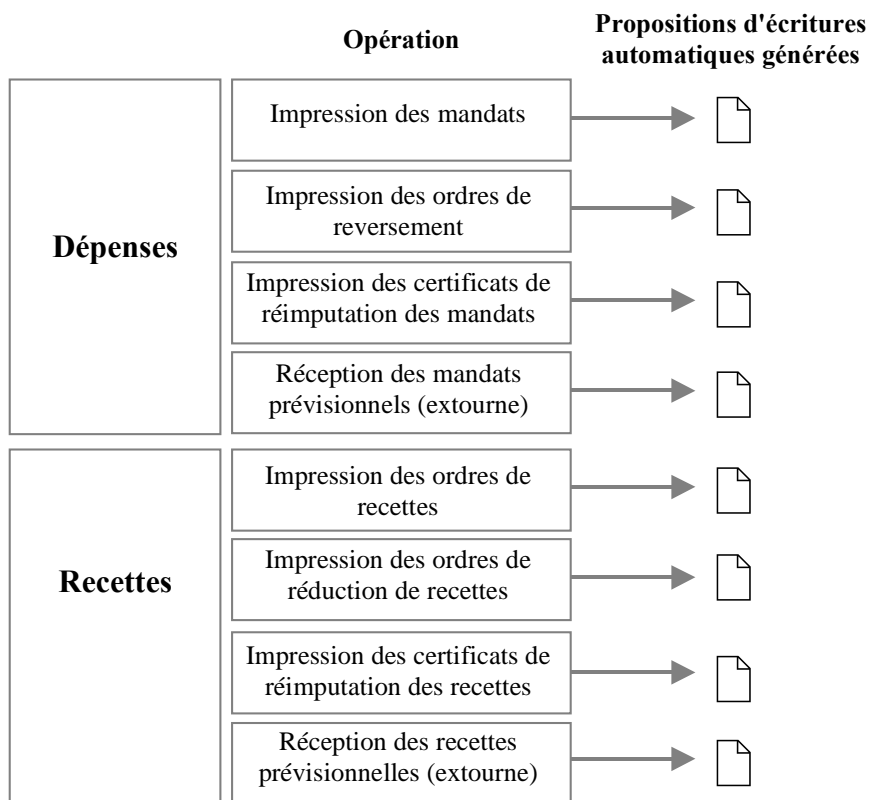 Opération
Propositions d'écritures
automatiques générées
Dépenses
Impression des mandats
Impression des ordres de
reversement
Impression des certificats de
réimputation des mandats
Réception des mandats
prévisionnels (extourne)
Recettes
Impression des ordres de
recettes
Impression des ordres de
réduction de recettes
Impression des certificats de
réimputation des recettes
Réception des recettes
prévisionnelles (extourne)